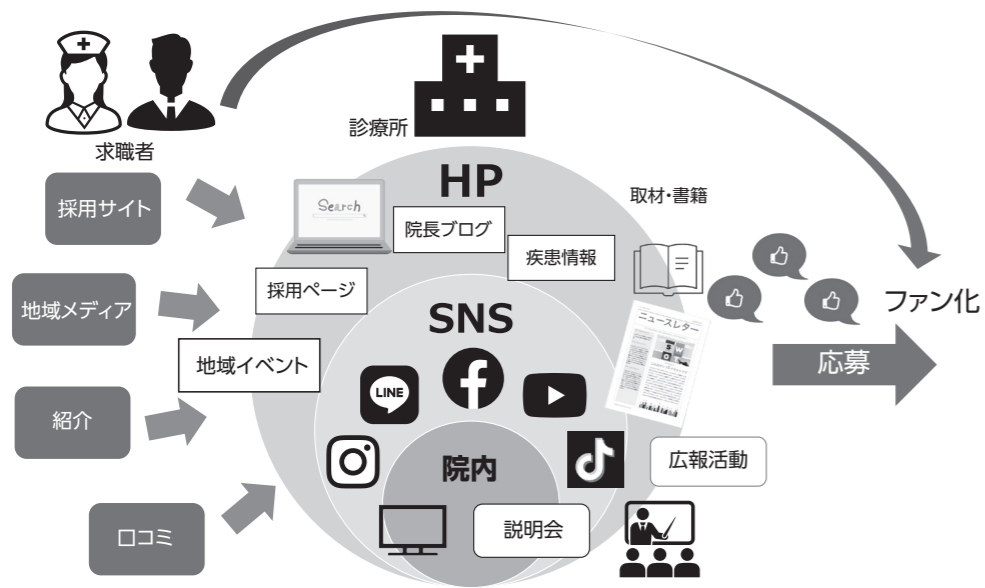 求職者
診療所
HP
取材・書籍
採用サイト
Search
院長ブログ
疾患情報
採用ページ
地域メディア
ファン化
SNS
ニュースレター
地域イベント
応募
LINE
紹介
院内
広報活動
口コミ
説明会